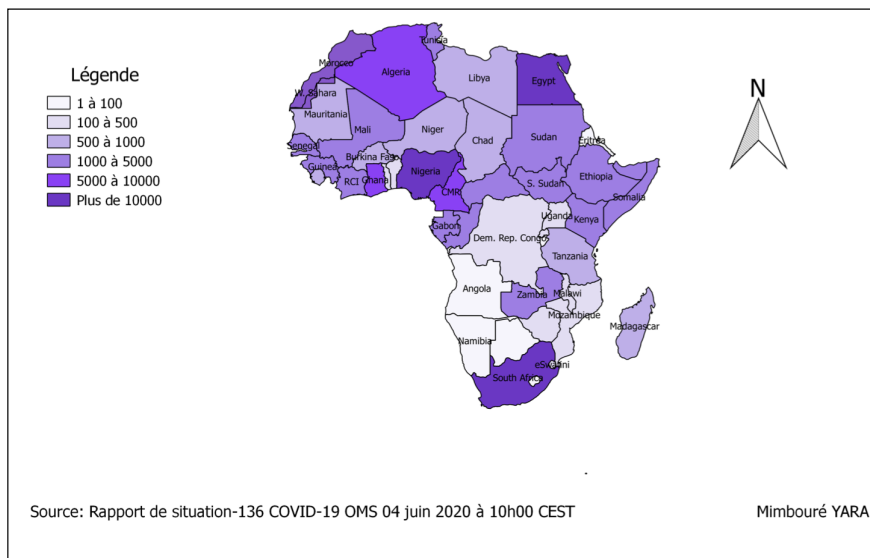 Légende
1 à 100
100 à 500
500 à 1000
1000 à 5000
5000 à 10000
Plus de 10000
N
Tunisia
Morocco
Algeria
Libya
Egypt
W. Sahara
Mauritania
Mali
Niger
Chad
Sudan
Eritrea
Senegal
Burkina Faso
Guinea
RCI
Ghana
Nigeria
CMR
S. Sudan
Ethiopia
Somalia
Gabon
Uganda
Kenya
Dem. Rep. Congo
Tanzania
Angola
Zambia
Malawi
Mozambique
Madagascar
Namibia
eSwatini
South Africa
Source: Rapport de situation-136 COVID-19 OMS 04 juin 2020 à 10h00 CEST
Mimbouré YARA